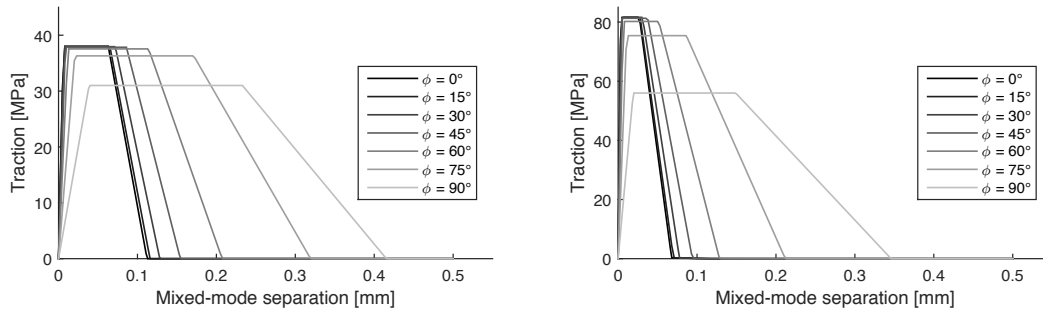 Traction [MPa]
40
30
20
10
0
0 0.1 0.2 0.3 0.4 0.5
Mixed-mode separation [mm]
ϕ = 0°
ϕ = 15°
ϕ = 30°
ϕ = 45°
ϕ = 60°
ϕ = 75°
ϕ = 90°
Traction [MPa]
80
60
40
20
0
0 0.1 0.2 0.3 0.4 0.5
Mixed-mode separation [mm]
ϕ = 0°
ϕ = 15°
ϕ = 30°
ϕ = 45°
ϕ = 60°
ϕ = 75°
ϕ = 90°